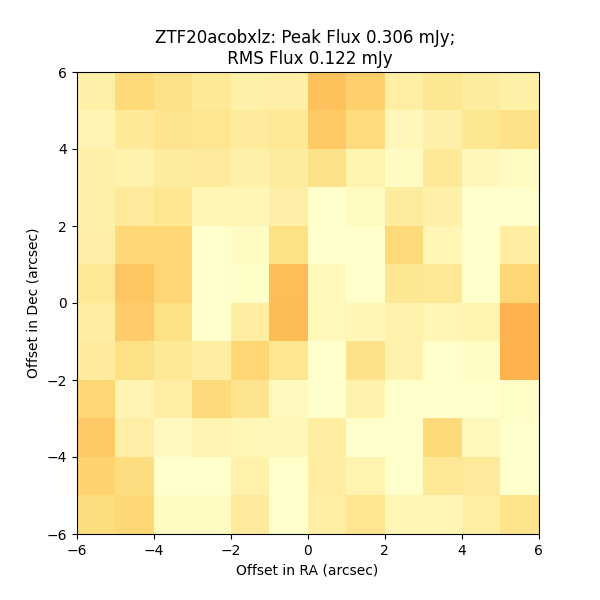 ZTF20acobxlz: Peak Flux 0.306 mJy;
RMS Flux 0.122 mJy
6
4
2
0
−2
−4
−6
Offset in Dec (arcsec)
−6 −4 −2 0 2 4 6
Offset in RA (arcsec)